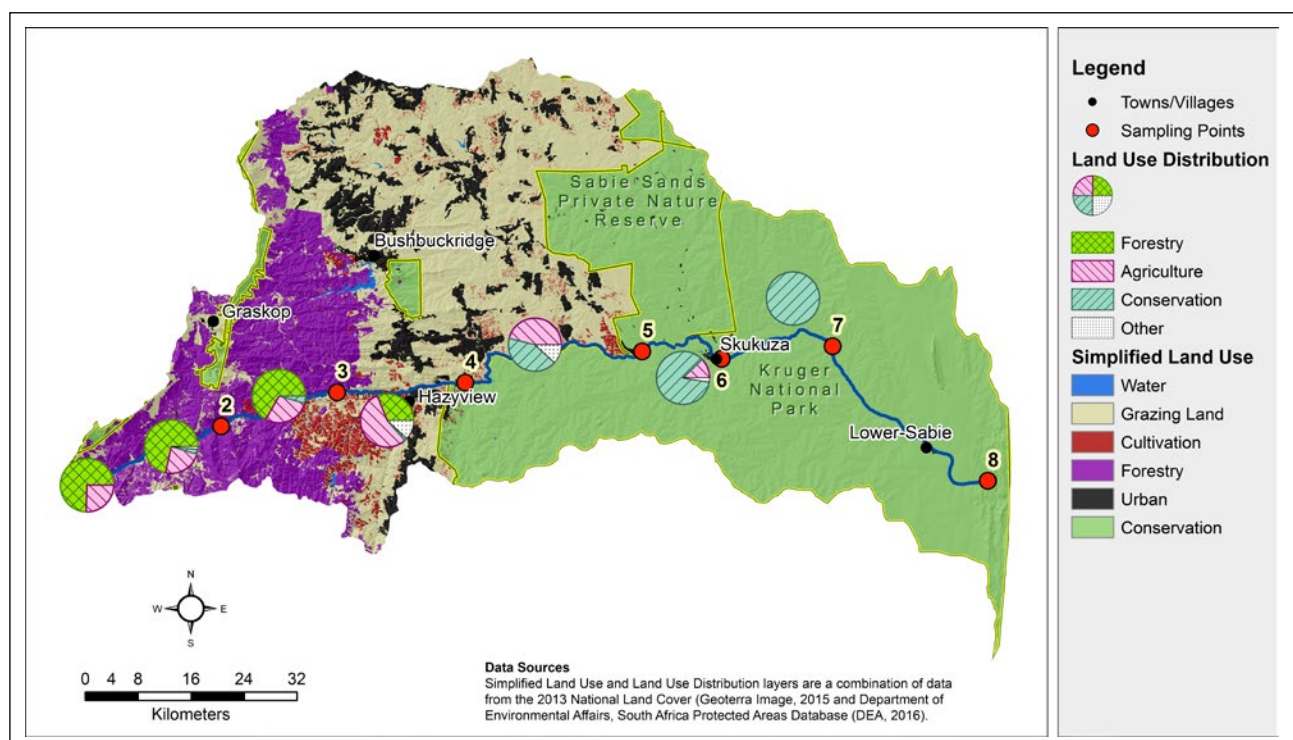 Sabie Sands
Private Nature
Reserve
Bushbuckridge
Graskop
5
7
Skukuza
3
4
6
Kruger
National
Park
Hazyview
2
Lower-Sabie
8
N
W
E
S
0 4 8 16 24 32
Kilometers
Data Sources
Simplified Land Use and Land Use Distribution layers are a combination of data
from the 2013 National Land Cover (Geoterra Image, 2015 and Department of
Environmental Affairs, South Africa Protected Areas Database (DEA, 2016).
Legend
Towns/Villages
Sampling Points
Land Use Distribution
Forestry
Agriculture
Conservation
Other
Simplified Land Use
Water
Grazing Land
Cultivation
Forestry
Urban
Conservation